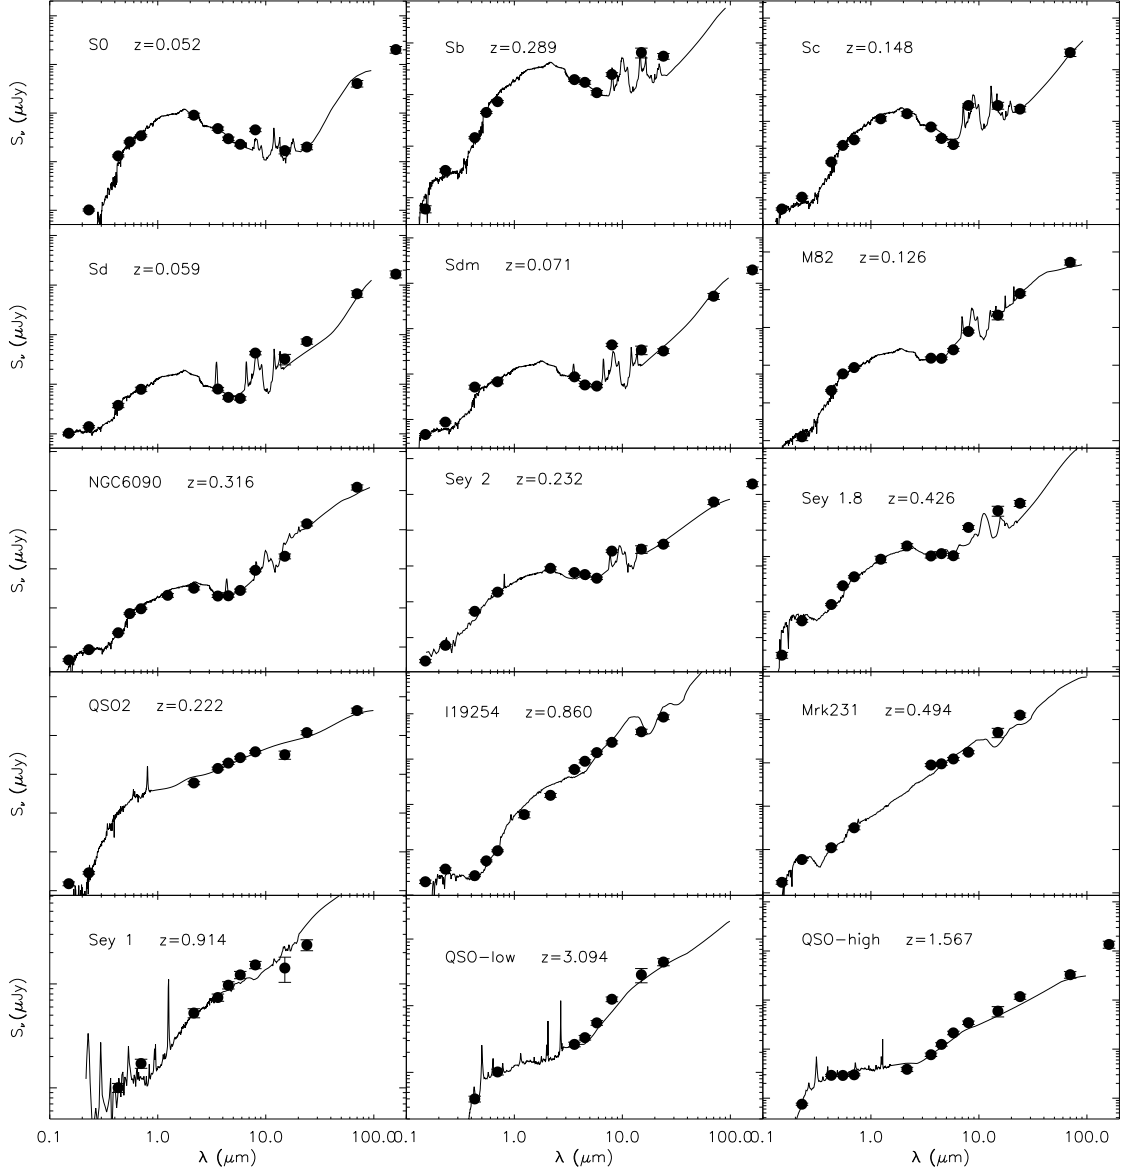 S0 z=0.052
Sb z=0.289
Sc z=0.148
S𝜈 (μJy)
Sd z=0.059
Sdm z=0.071
M82 z=0.126
S𝜈 (μJy)
NGC6090 z=0.316
Sey 2 z=0.232
Sey 1.8 z=0.426
S𝜈 (μJy)
QSO2 z=0.222
I19254 z=0.860
Mrk231 z=0.494
S𝜈 (μJy)
Sey 1 z=0.914
QSO-low z=3.094
QSO-high z=1.567
S𝜈(μJy)
0.1 1.0 10.0 100.0
0.1 1.0 10.0 100.0
0.1 1.0 10.0 100.0
λ (μm)
λ (μm)
λ (μm)